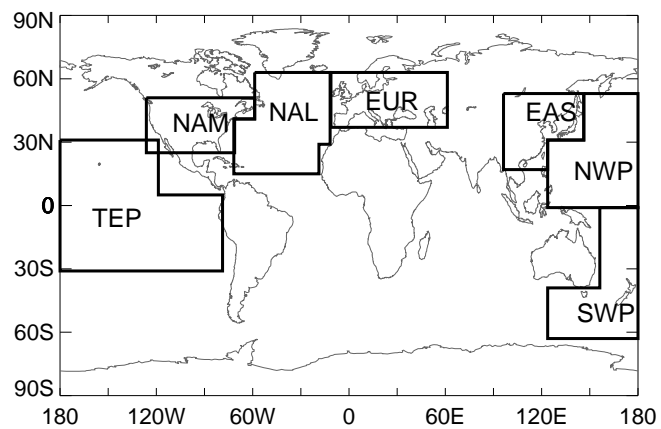 90N
60N
NAL
EUR
NAM
EAS
30N
NWP
0
TEP
30S
SWP
60S
90S
180 120W 60W 0 60E 120E 180